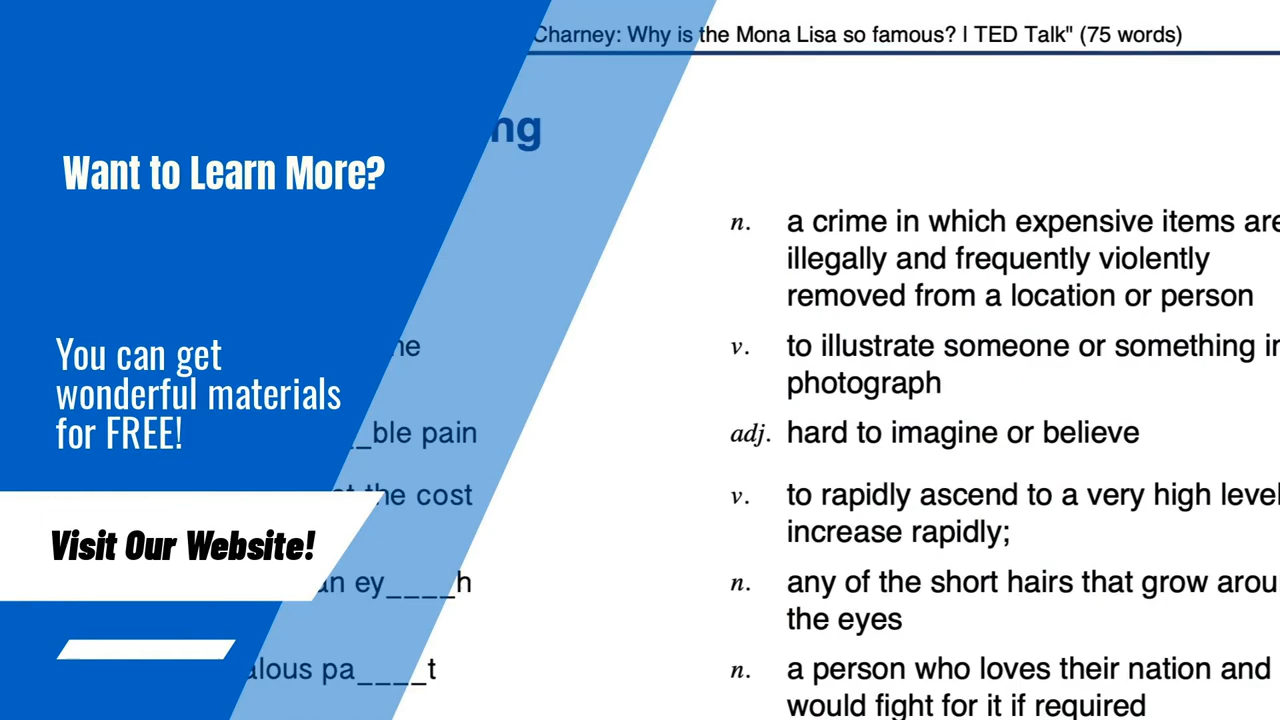 Charney: Why is the Mona Lisa so famous? | TED Talk" (75 words)
ng
Want to Learn More?
You can get
wonderful materials
for FREE!
Visit Our Website!
ne
_ble pain
the cost
an ey____h
alous pa____t
n. a crime in which expensive items are
illegally and frequently violently
removed from a location or person
v. to illustrate someone or something in
photograph
adj. hard to imagine or believe
v. to rapidly ascend to a very high level
increase rapidly;
n. any of the short hairs that grow arou
the eyes
n. a person who loves their nation and
would fight for it if required